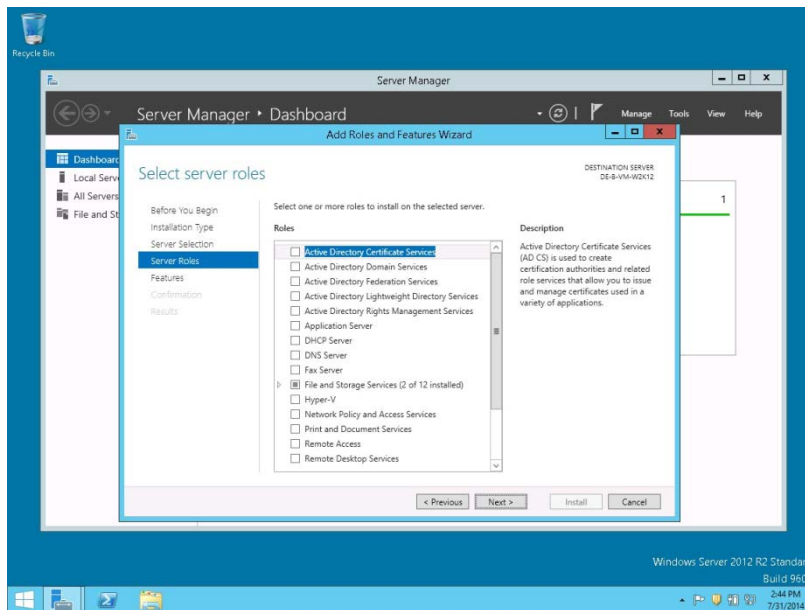 Recycle Bin
Server Manager
Server Manager • Dashboard
Manage Tools View Help
Add Roles and Features Wizard
Dashboard
Local Serve
All Servers
File and St
1
Select server roles
DESTINATION SERVER
DE-B-VM-W2K12
Before You Begin
Installation Type
Server Selection
Server Roles
Features
Confirmation
Results
Select one or more roles to install on the selected server.
Roles
Active Directory Certificate Services
Active Directory Domain Services
Active Directory Federation Services
Active Directory Lightweight Directory Services
Active Directory Rights Management Services
Application Server
DHCP Server
DNS Server
Fax Server
File and Storage Services (2 of 12 installed)
Hyper-V
Network Policy and Access Services
Print and Document Services
Remote Access
Remote Desktop Services
Description
Active Directory Certificate Services
(AD CS) is used to create
certification authorities and related
role services that allow you to issue
and manage certificates used in a
variety of applications.
< Previous
Next >
Install
Cancel
Windows Server 2012 R2 Standar
Build 960
2:44 PM
7/31/2014